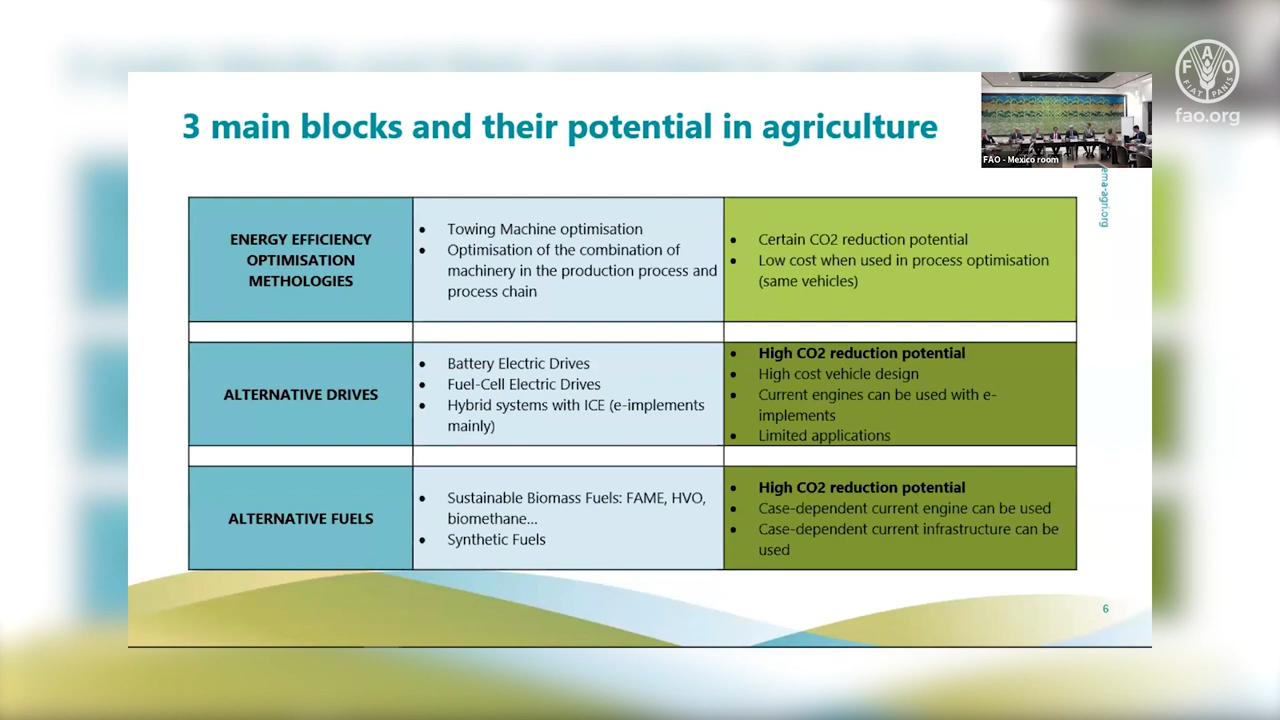 3 main blocks and their potential in agriculture
FAO - Mexico room
F A O
FIAT PANIS
fao.org
ema-agri.org
ENERGY EFFICIENCY
OPTIMISATION
METHOLOGIES
• Towing Machine optimisation
• Optimisation of the combination of
machinery in the production process and
process chain
• Certain CO2 reduction potential
• Low cost when used in process optimisation
(same vehicles)
ALTERNATIVE DRIVES
• Battery Electric Drives
• Fuel-Cell Electric Drives
• Hybrid systems with ICE (e-implements
mainly)
• High CO2 reduction potential
• High cost vehicle design
• Current engines can be used with e-
implements
• Limited applications
ALTERNATIVE FUELS
• Sustainable Biomass Fuels: FAME, HVO,
biomethane...
• Synthetic Fuels
• High CO2 reduction potential
• Case-dependent current engine can be used
• Case-dependent current infrastructure can be
used
6